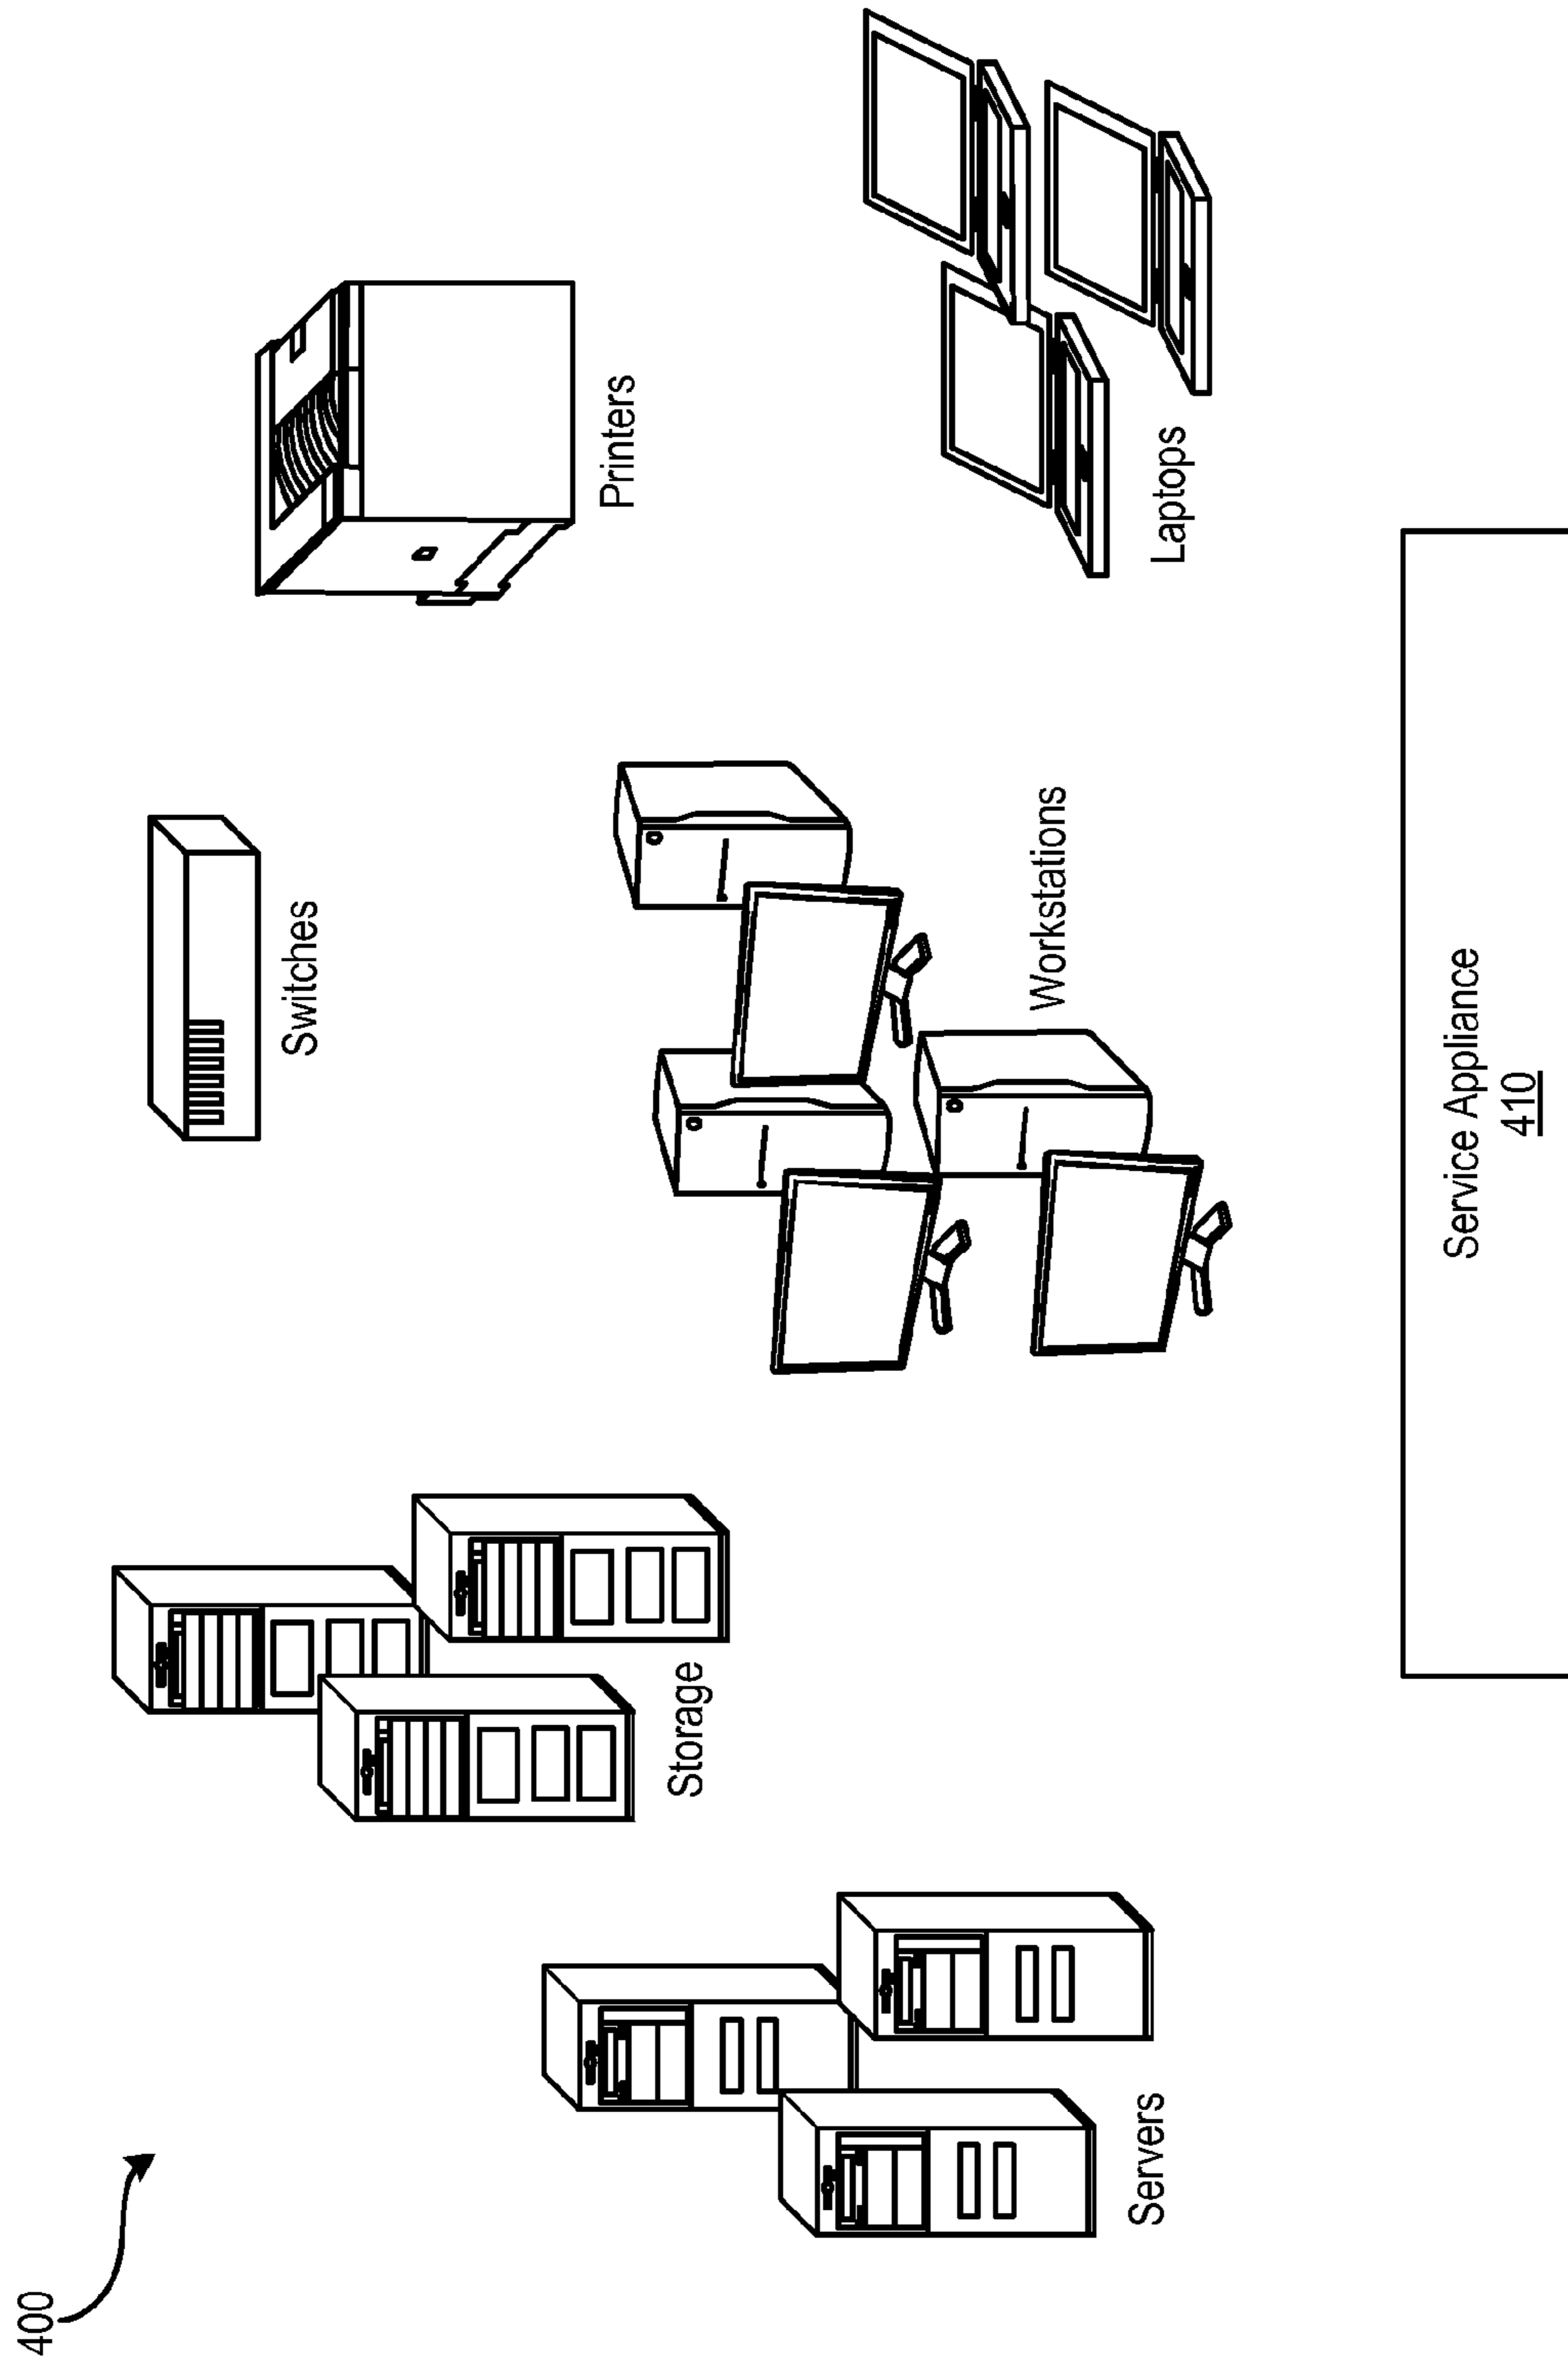 400
Switches
Printers
Storage
Workstations
Laptops
Servers
Service Appliance
410